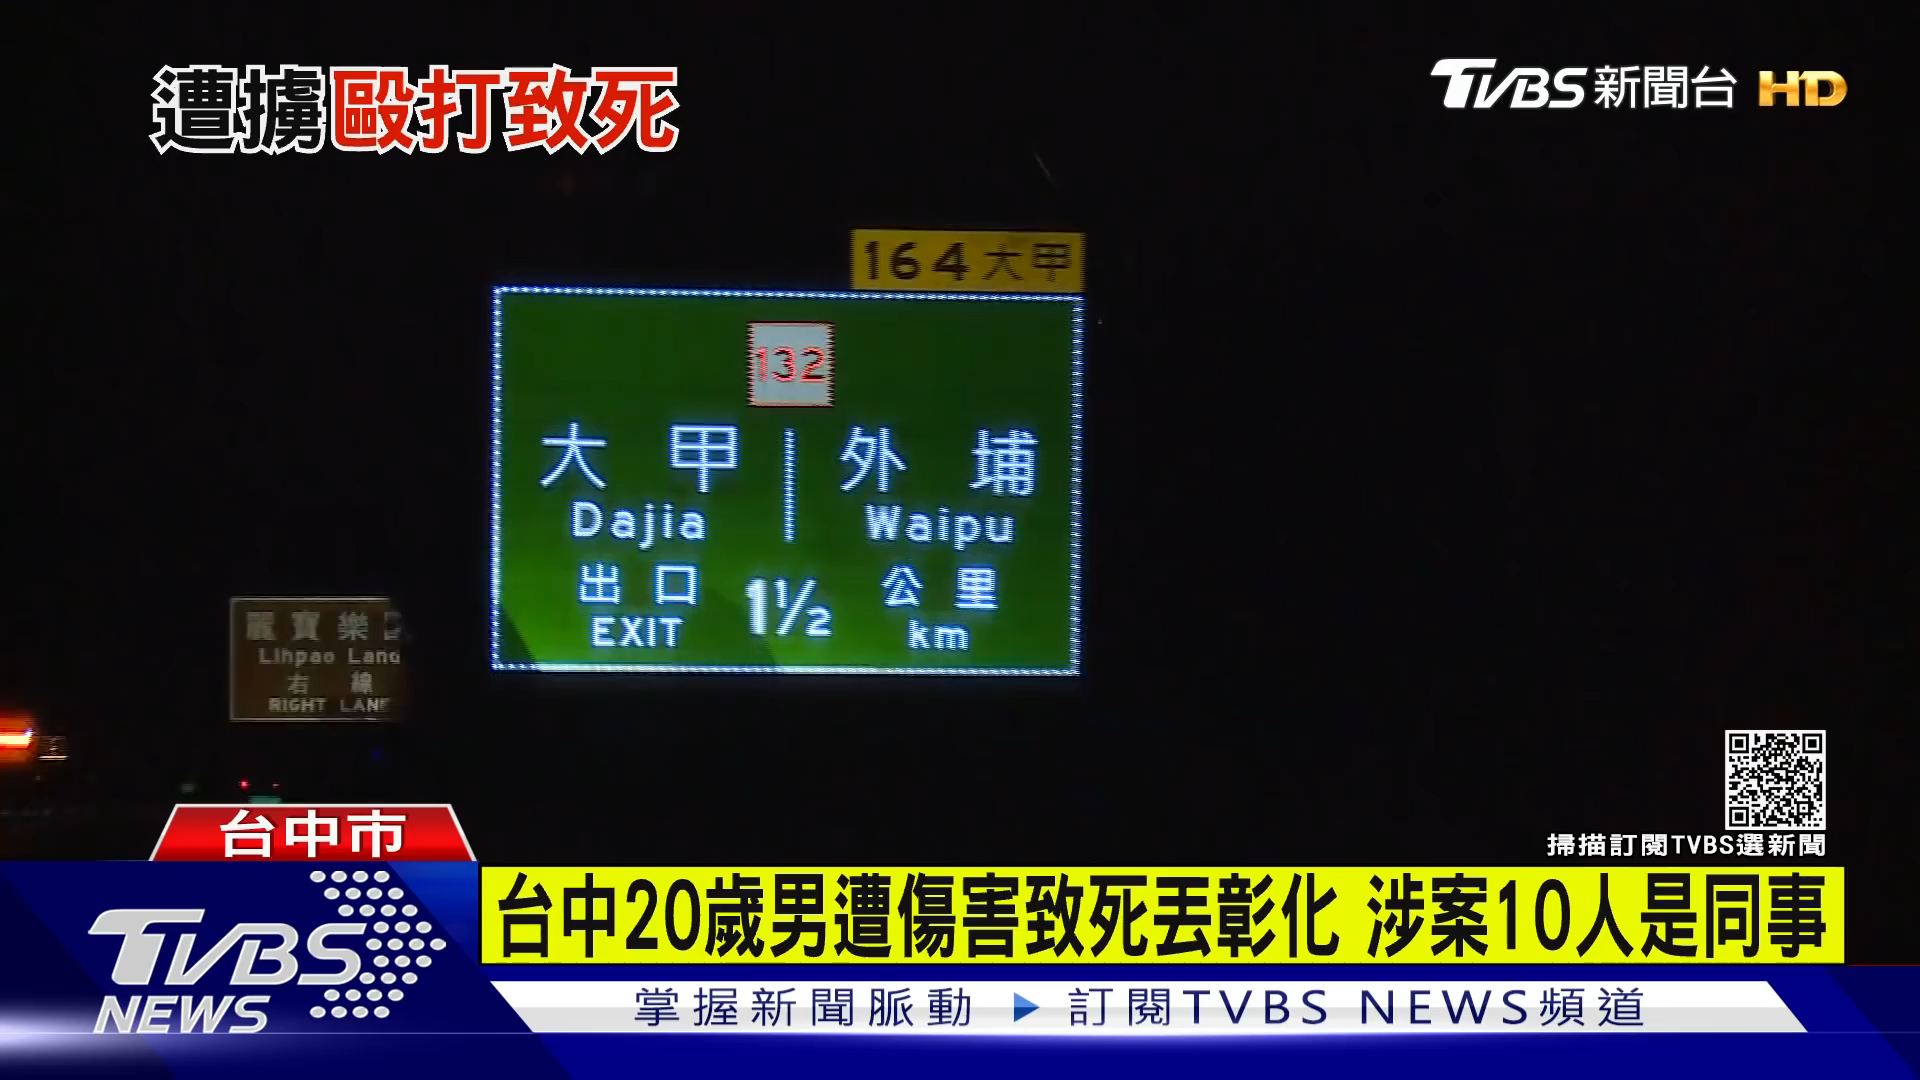 遭擄毆打致死
TVBS新聞台 HD
164大甲
132
大甲 外埔
Dajia Waipu
出口 1½ 公里
EXIT km
麗寶樂
Lihpao Land
右線
RIGHT LANE
掃描訂閱TVBS選新聞
台中市
台中20歲男遭傷害致死丟彰化 涉案10人是同事
TVBS NEWS
掌握新聞脈動 ▶ 訂閱TVBS NEWS頻道